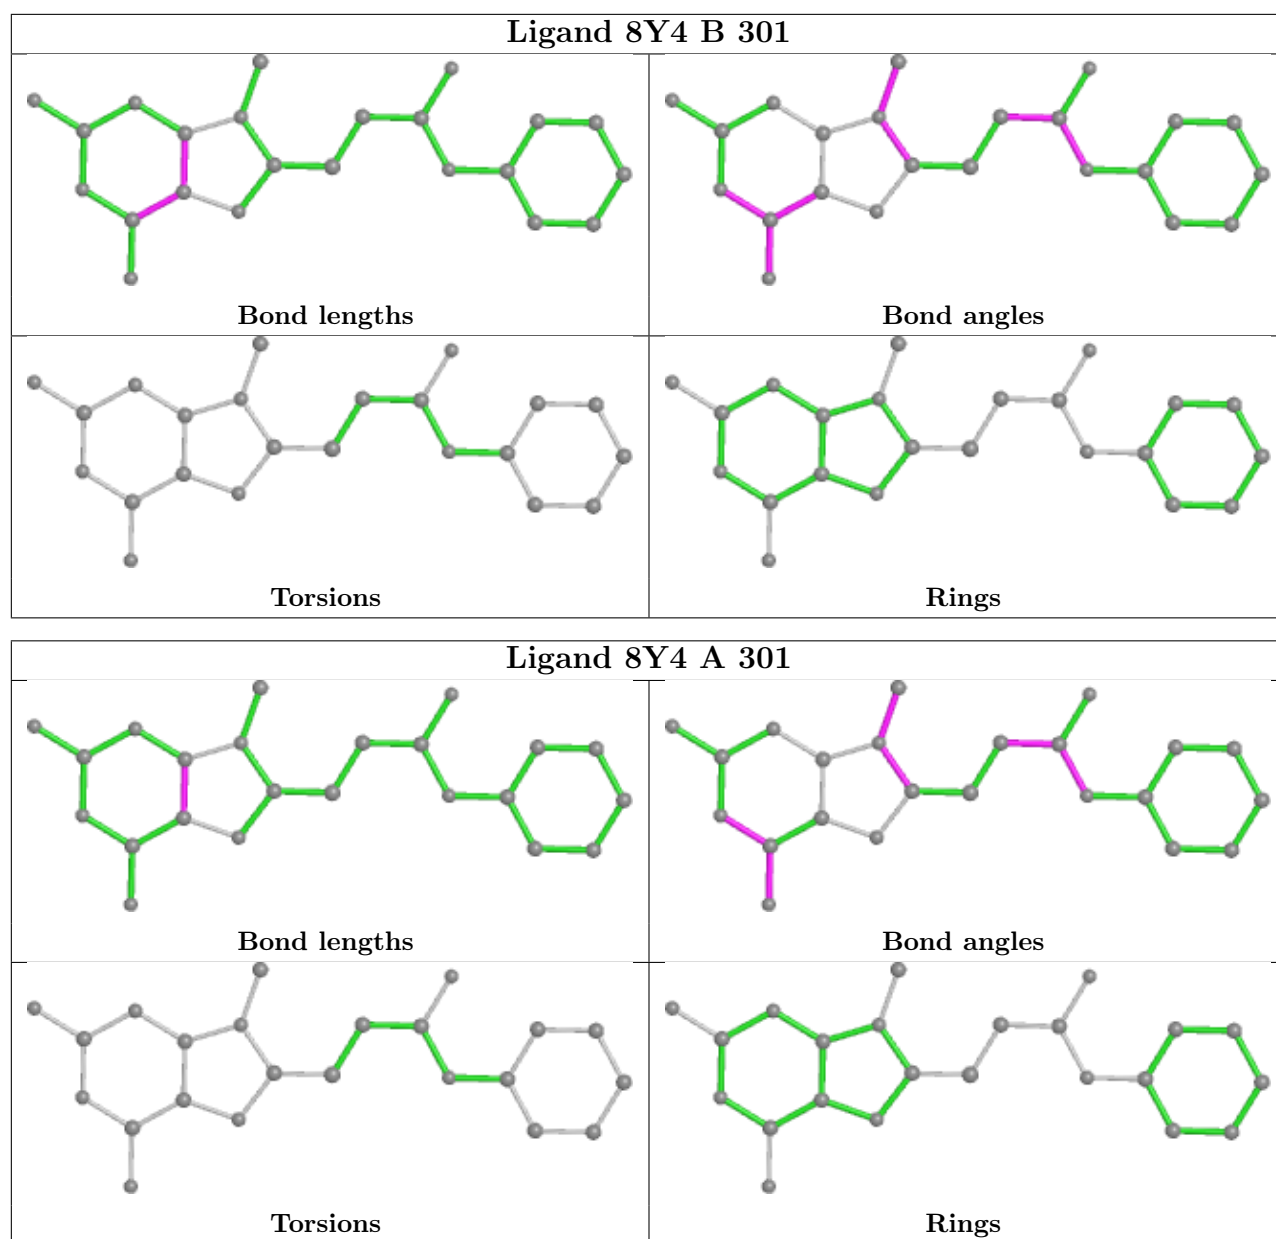 Ligand 8Y4 B 301
Bond lengths
Bond angles
Torsions
Rings
Ligand 8Y4 A 301
Bond lengths
Bond angles
Torsions
Rings